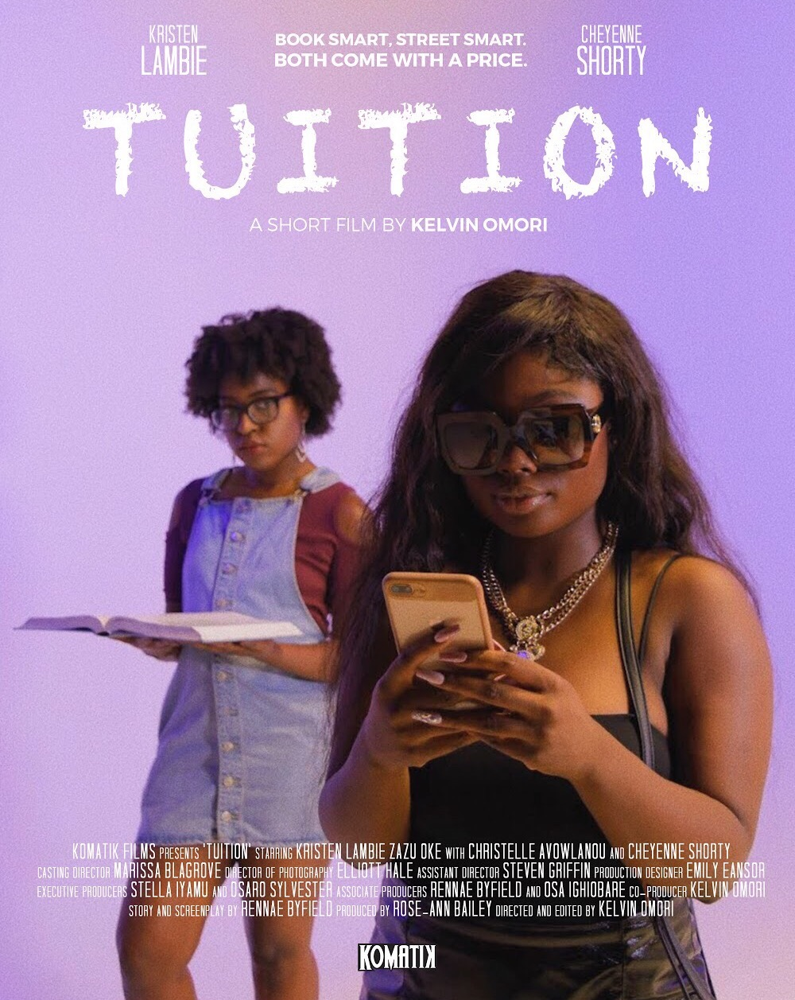 KRISTEN
LAMBIE
BOOK SMART, STREET SMART.
BOTH COME WITH A PRICE.
CHEYENNE
SHORTY
TUITION
A SHORT FILM BY KELVIN OMORI
KOMATIK FILMS PRESENTS 'TUITION' STARRING KRISTEN LAMBIE ZAZU OKE WITH CHRISTELLE AVOWLANOU AND CHEYENNE SHORTY
CASTING DIRECTOR MARISSA BLAGROVE DIRECTOR OF PHOTOGRAPHY ELLIOTT HALE ASSISTANT DIRECTOR STEVEN GRIFFIN PRODUCTION DESIGNER EMILY EANSOR
EXECUTIVE PRODUCERS STELLA IYAMU AND OSARO SYLVESTER ASSOCIATE PRODUCERS RENNAE BYFIELD AND OSA IGHIOBARE CO-PRODUCER KELVIN OMORI
STORY AND SCREENPLAY BY RENNAE BYFIELD PRODUCED BY ROSE-ANN BAILEY DIRECTED AND EDITED BY KELVIN OMORI
KOMATIK